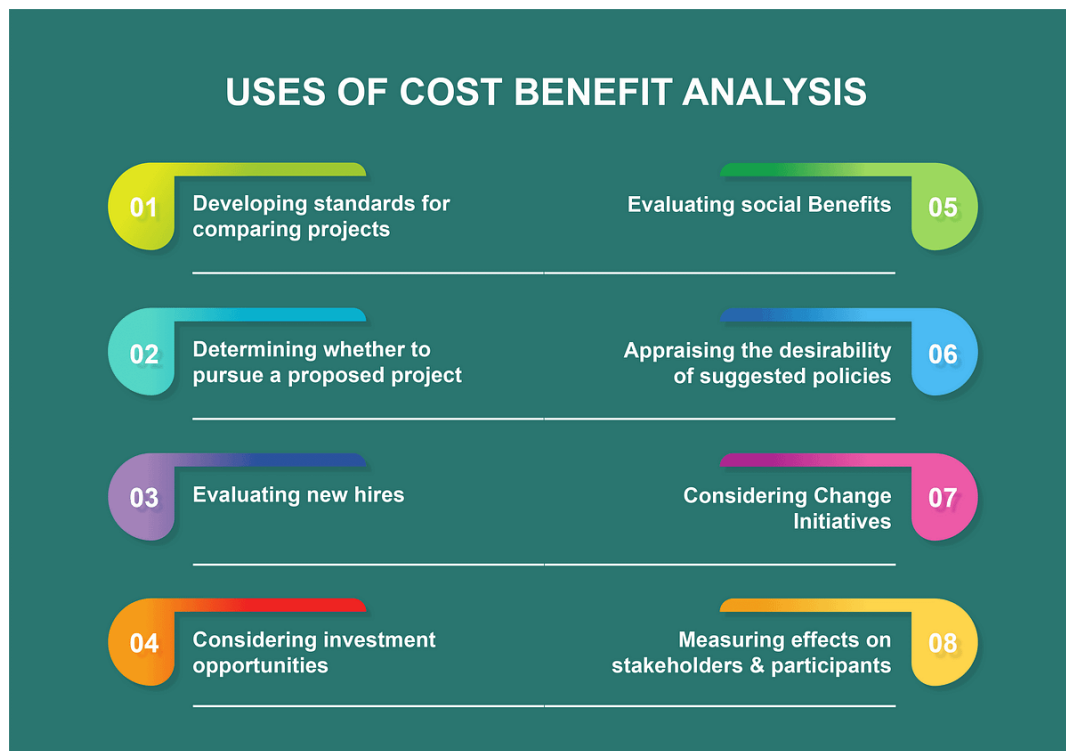 USES OF COST BENEFIT ANALYSIS
01
Developing standards for
comparing projects
02
Determining whether to
pursue a proposed project
03
Evaluating new hires
04
Considering investment
opportunities
05
Evaluating social Benefits
06
Appraising the desirability
of suggested policies
07
Considering Change
Initiatives
08
Measuring effects on
stakeholders & participants